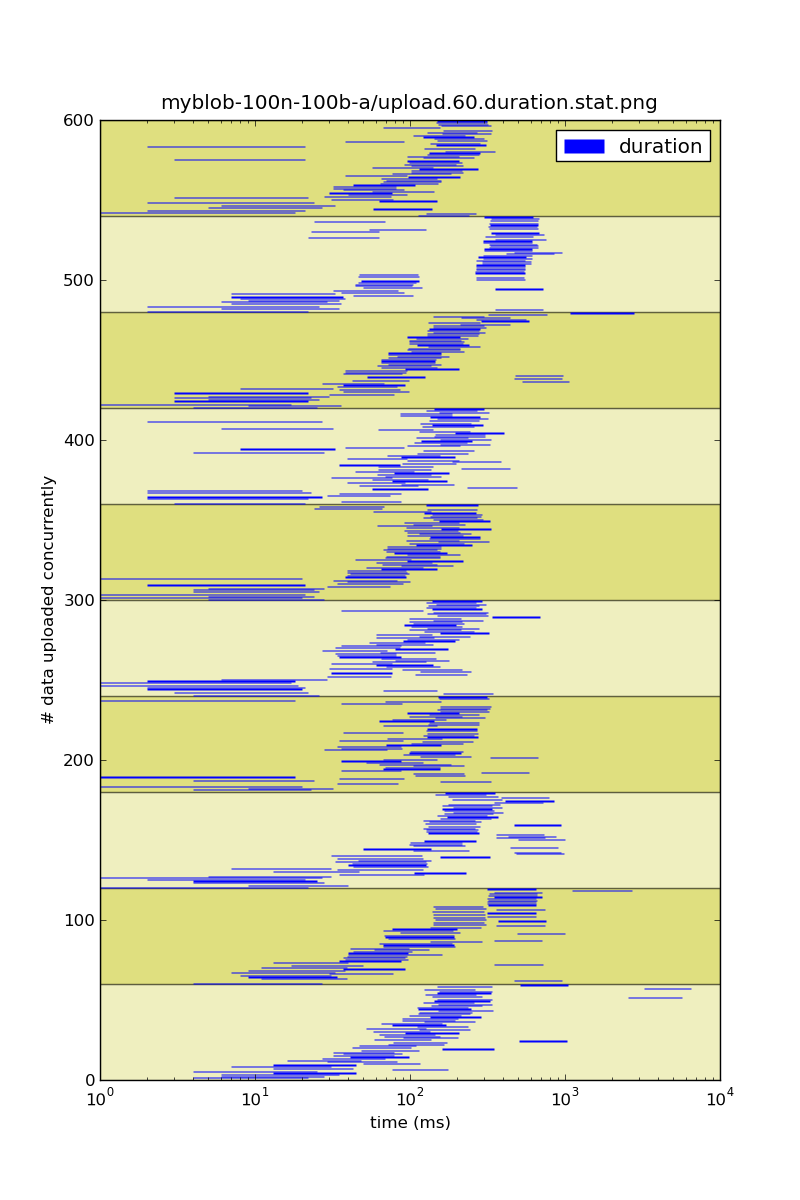 myblob-100n-100b-a/upload.60.duration.stat.png
duration
600
500
400
300
200
100
0
# data uploaded concurrently
10^0 10^1 10^2 10^3 10^4
time (ms)